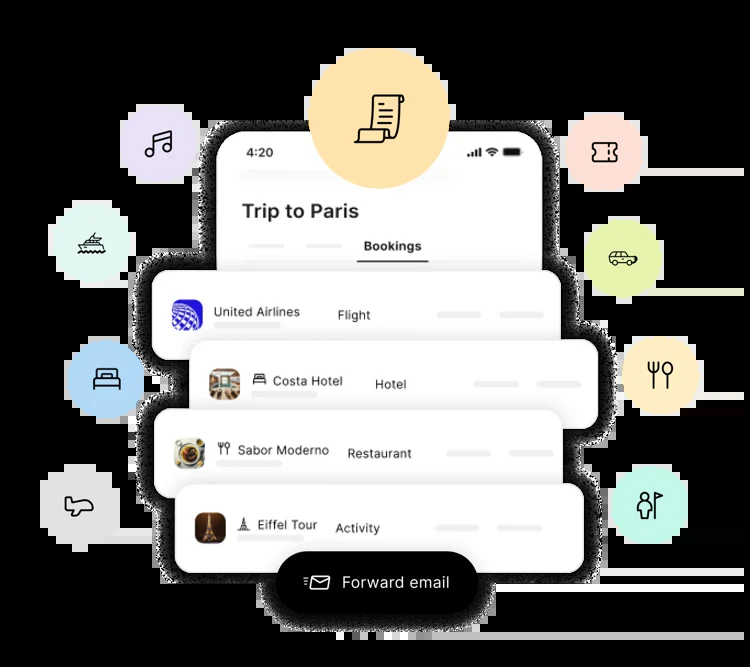 4:20
Trip to Paris
Bookings
United Airlines Flight
Costa Hotel Hotel
Sabor Moderno Restaurant
Eiffel Tour Activity
Forward email